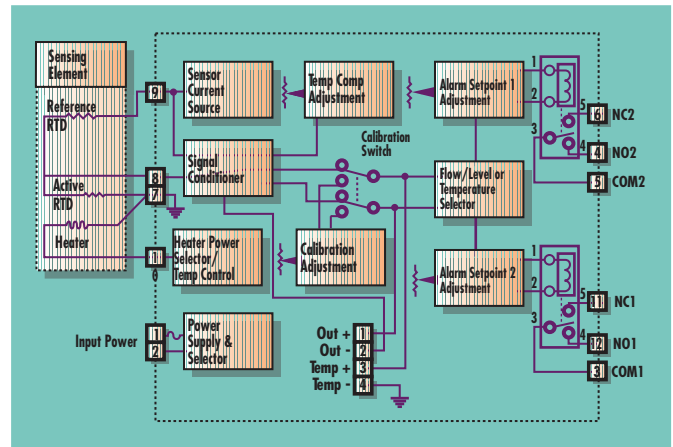 Sensing
Element
Reference
RTD
Active
RTD
Heater
9
8
7
1
0
Input Power
1
2
Sensor
Current
Source
Signal
Conditioner
Heater Power
Selector/
Temp Control
Power
Supply &
Selector
Temp Comp
Adjustment
Calibration
Switch
Calibration
Adjustment
Out + 1
Out - 2
Temp + 3
Temp - 4
Alarm Setpoint 1
Adjustment
Flow/Level or
Temperature
Selector
Alarm Setpoint 2
Adjustment
1
2
3
5
4
6 NC2
4 NO2
5 COM2
1
2
3
5
4
11 NC1
12 NO1
3 COM1